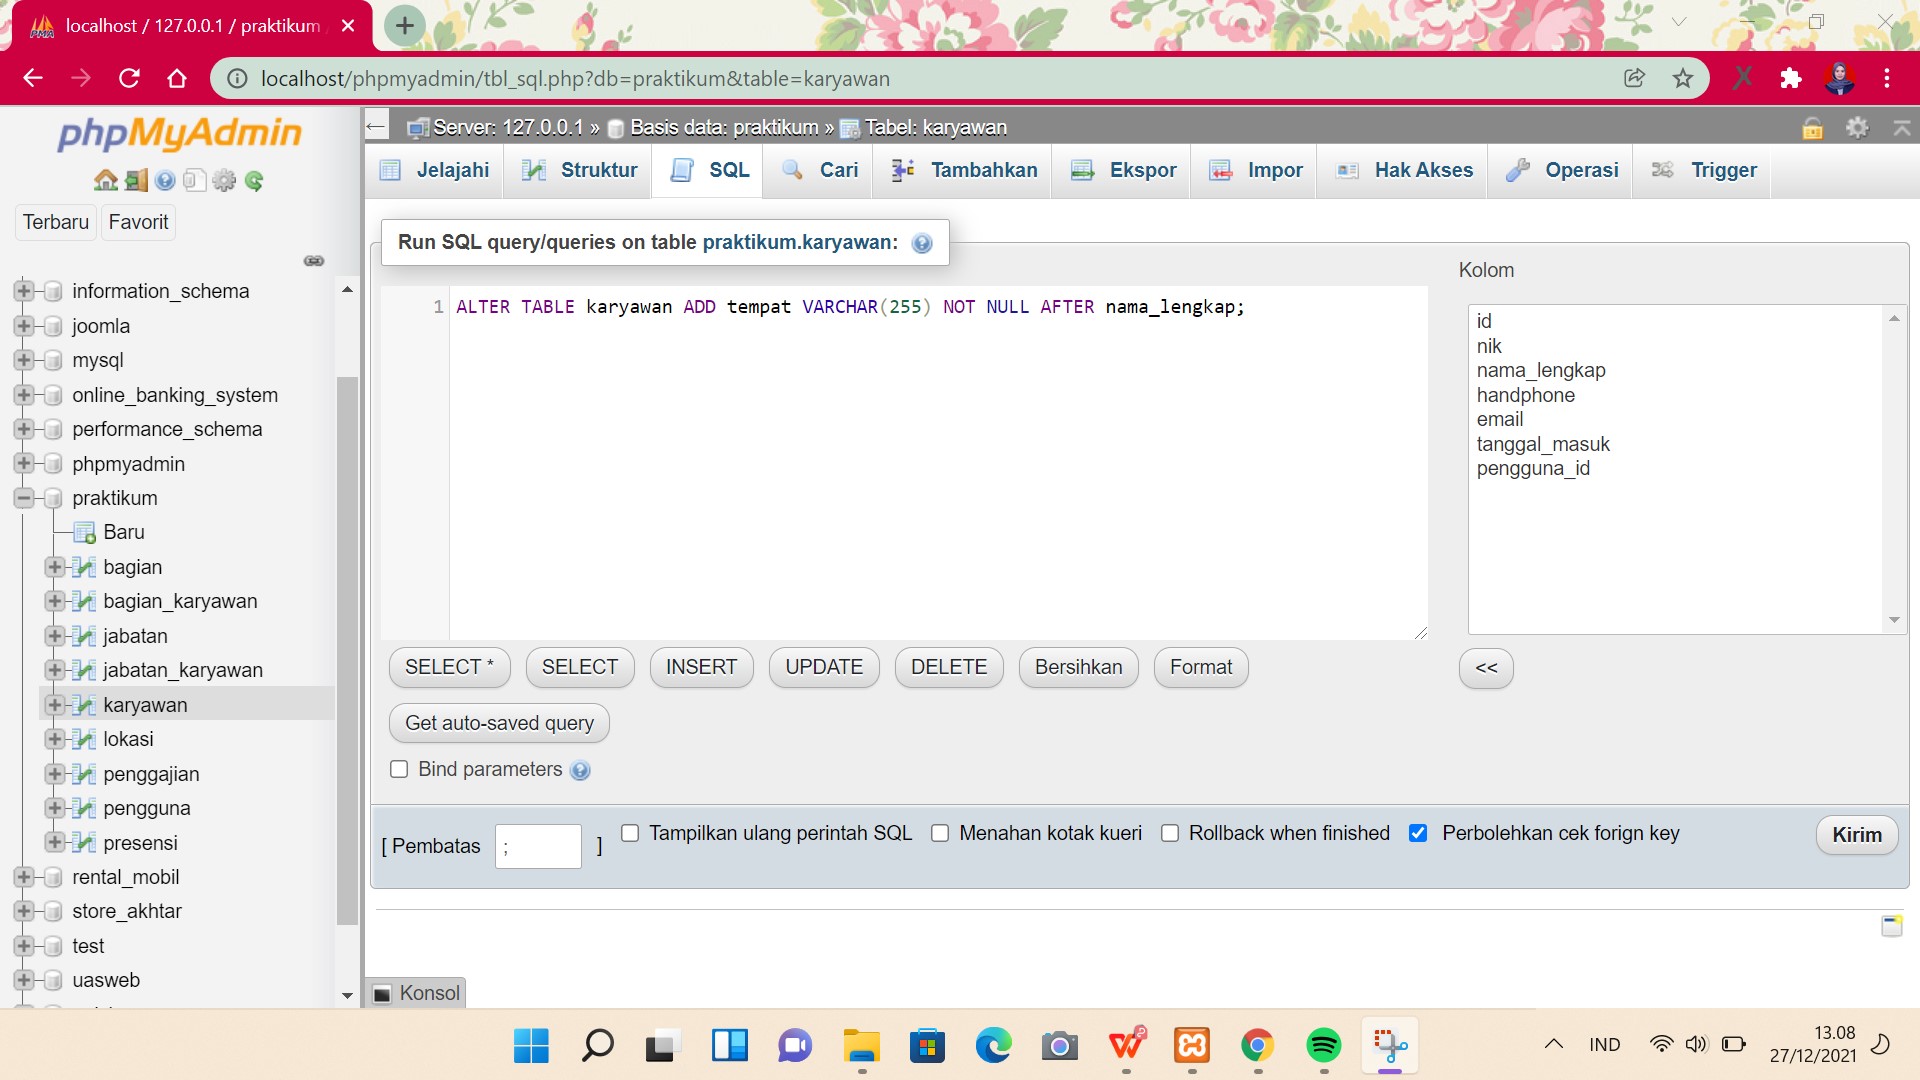 localhost / 127.0.0.1 / praktikum
localhost/phpmyadmin/tbl_sql.php?db=praktikum&table=karyawan
phpMyAdmin
Terbaru Favorit
information_schema
joomla
mysql
online_banking_system
performance_schema
phpmyadmin
praktikum
Baru
bagian
bagian_karyawan
jabatan
jabatan_karyawan
karyawan
lokasi
penggajian
pengguna
presensi
rental_mobil
store_akhtar
test
uasweb
Server: 127.0.0.1 » Basis data: praktikum » Tabel: karyawan
Jelajahi Struktur SQL Cari Tambahkan Ekspor Impor Hak Akses Operasi Trigger
Run SQL query/queries on table praktikum.karyawan:
1 ALTER TABLE karyawan ADD tempat VARCHAR(255) NOT NULL AFTER nama_lengkap;
Kolom
id
nik
nama_lengkap
handphone
email
tanggal_masuk
pengguna_id
SELECT * SELECT INSERT UPDATE DELETE Bersihkan Format <<
Get auto-saved query
Bind parameters
[ Pembatas ; ] Tampilkan ulang perintah SQL Menahan kotak kueri Rollback when finished Perbolehkan cek forign key Kirim
Konsol
IND
13.08
27/12/2021